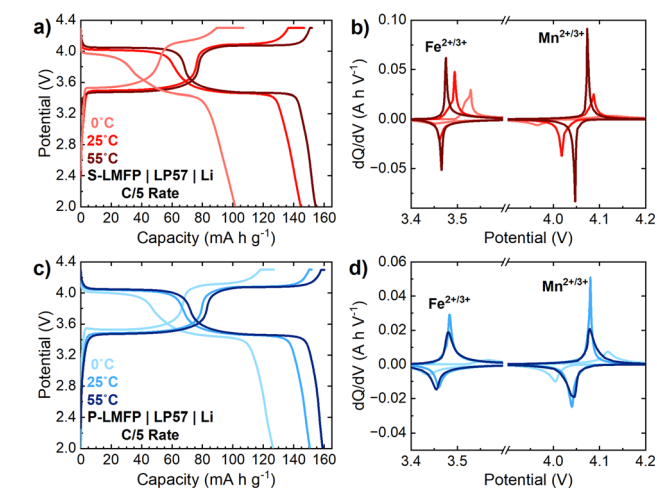 a)
4.4
4.0
3.6
3.2
2.8
2.4
2.0
Potential (V)
0°C
25°C
55°C
S-LMFP | LP57 | Li
C/5 Rate
0 20 40 60 80 100 120 140 160
Capacity (mA h g⁻¹)
b)
0.10
0.05
0.00
−0.05
dQ/dV (A h V⁻¹)
Fe²⁺/³⁺
Mn²⁺/³⁺
3.4 3.5 4.0 4.1 4.2
Potential (V)
c)
4.4
4.0
3.6
3.2
2.8
2.4
2.0
Potential (V)
0°C
25°C
55°C
P-LMFP | LP57 | Li
C/5 Rate
0 20 40 60 80 100 120 140 160
Capacity (mA h g⁻¹)
d)
0.06
0.04
0.02
0.00
−0.02
−0.04
dQ/dV (A h V⁻¹)
Fe²⁺/³⁺
Mn²⁺/³⁺
3.4 3.5 4.0 4.1 4.2
Potential (V)